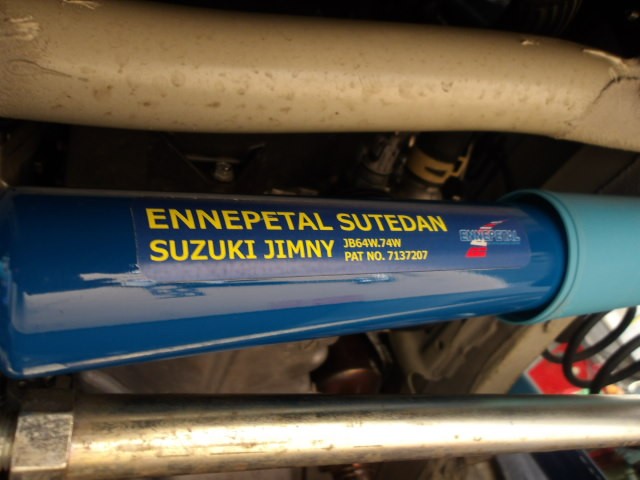 ENNEPETAL SUTEDAN
SUZUKI JIMNY JB64W.74W
PAT NO. 7137207
ENNEPETAL